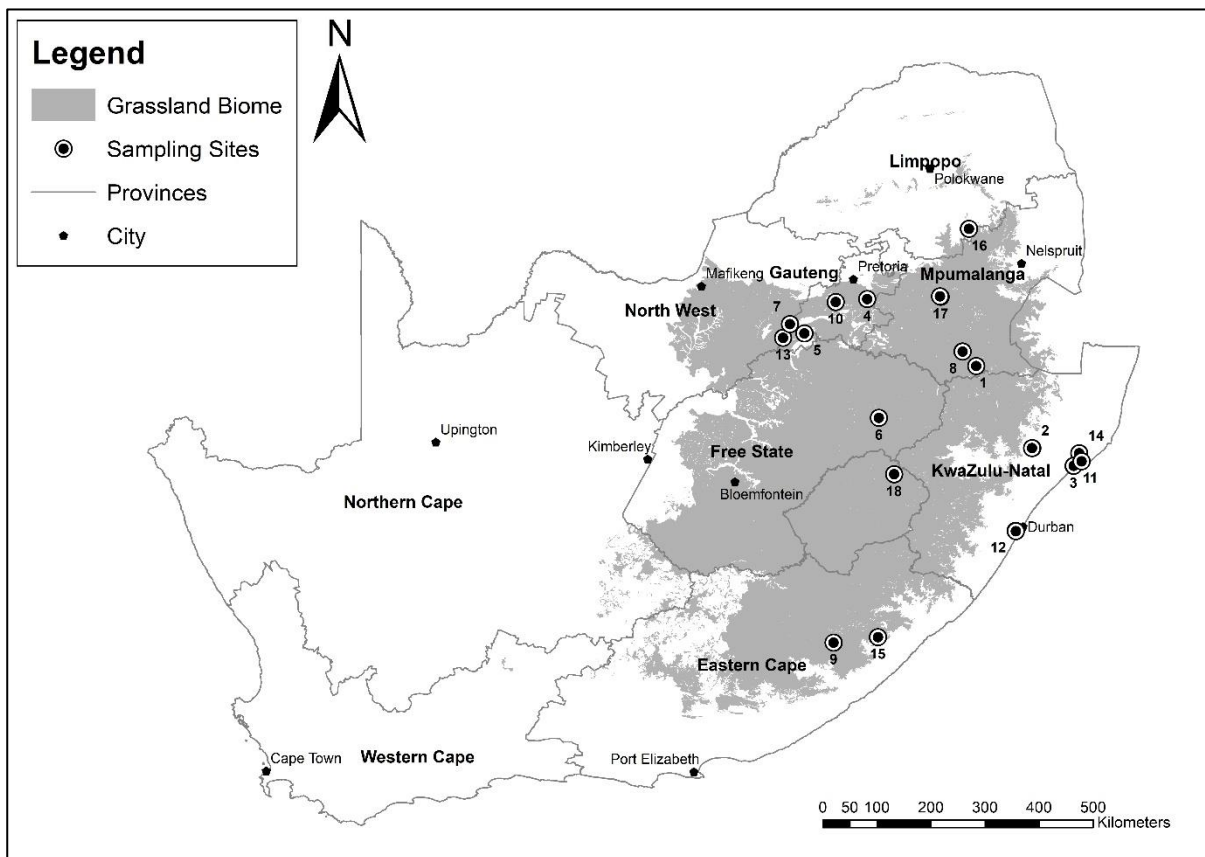 Legend
Grassland Biome
Sampling Sites
Provinces
City
N
Limpopo
Polokwane
16
Nelspruit
Mafikeng
Gauteng
Pretoria
Mpumalanga
North West
7
10
4
17
13
5
8
1
6
2
14
Upington
Kimberley
Free State
KwaZulu-Natal
3
11
Bloemfontein
18
Northern Cape
12
Durban
9
15
Eastern Cape
Cape Town
Western Cape
Port Elizabeth
0 50 100 200 300 400 500
Kilometers